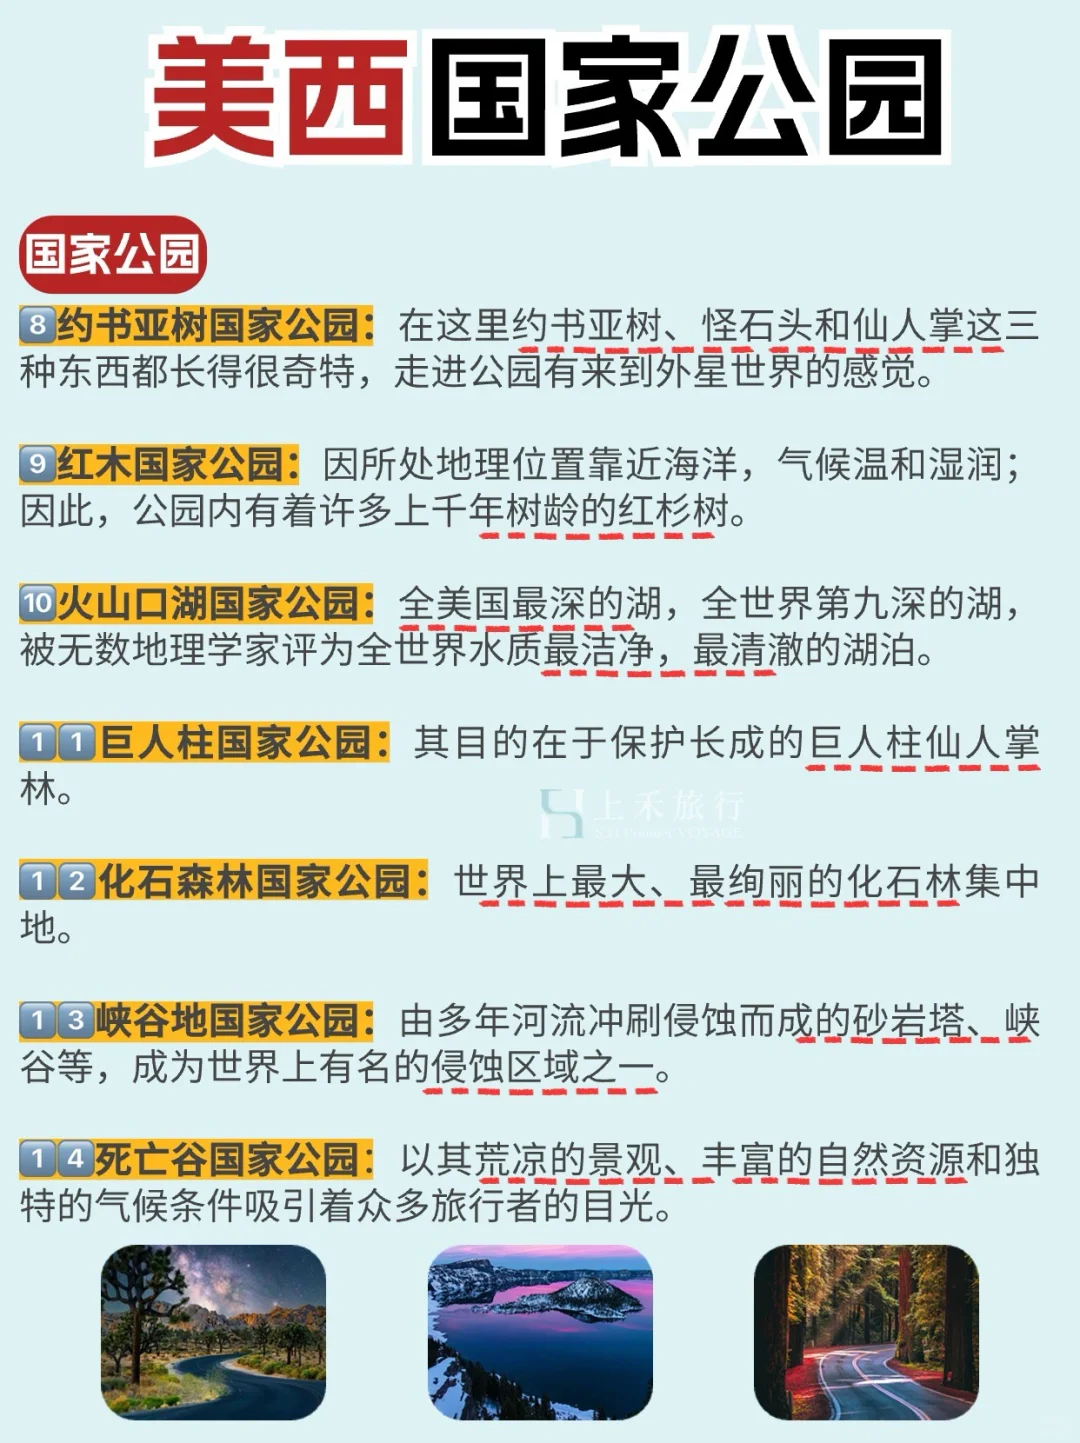 美西国家公园
国家公园
8约书亚树国家公园：在这里约书亚树、怪石头和仙人掌这三
种东西都长得很奇特，走进公园有来到外星世界的感觉。
9红木国家公园：因所处地理位置靠近海洋，气候温和湿润；
因此，公园内有着许多上千年树龄的红杉树。
10火山口湖国家公园：全美国最深的湖，全世界第九深的湖，
被无数地理学家评为全世界水质最洁净，最清澈的湖泊。
11巨人柱国家公园：其目的在于保护长成的巨人柱仙人掌
林。
上禾旅行
12化石森林国家公园：世界上最大、最绚丽的化石林集中
地。
13峡谷地国家公园：由多年河流冲刷侵蚀而成的砂岩塔、峡
谷等，成为世界上有名的侵蚀区域之一。
14死亡谷国家公园：以其荒凉的景观、丰富的自然资源和独
特的气候条件吸引着众多旅行者的目光。